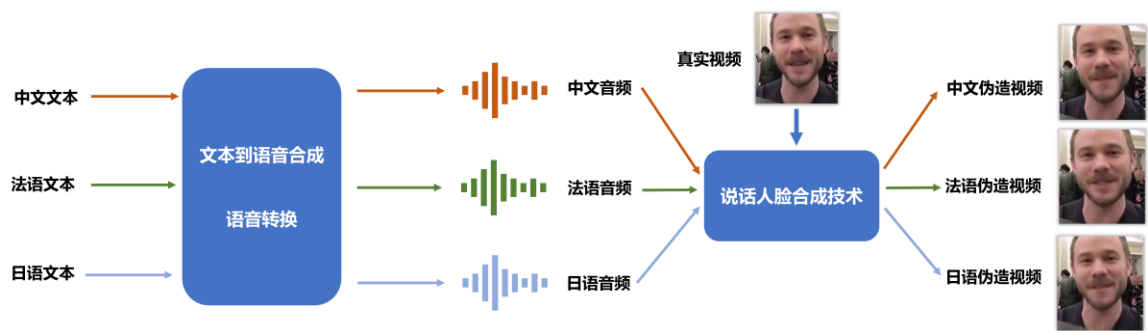 中文文本
法语文本
日语文本
文本到语音合成
语音转换
中文音频
法语音频
日语音频
真实视频
说话人脸合成技术
中文伪造视频
法语伪造视频
日语伪造视频